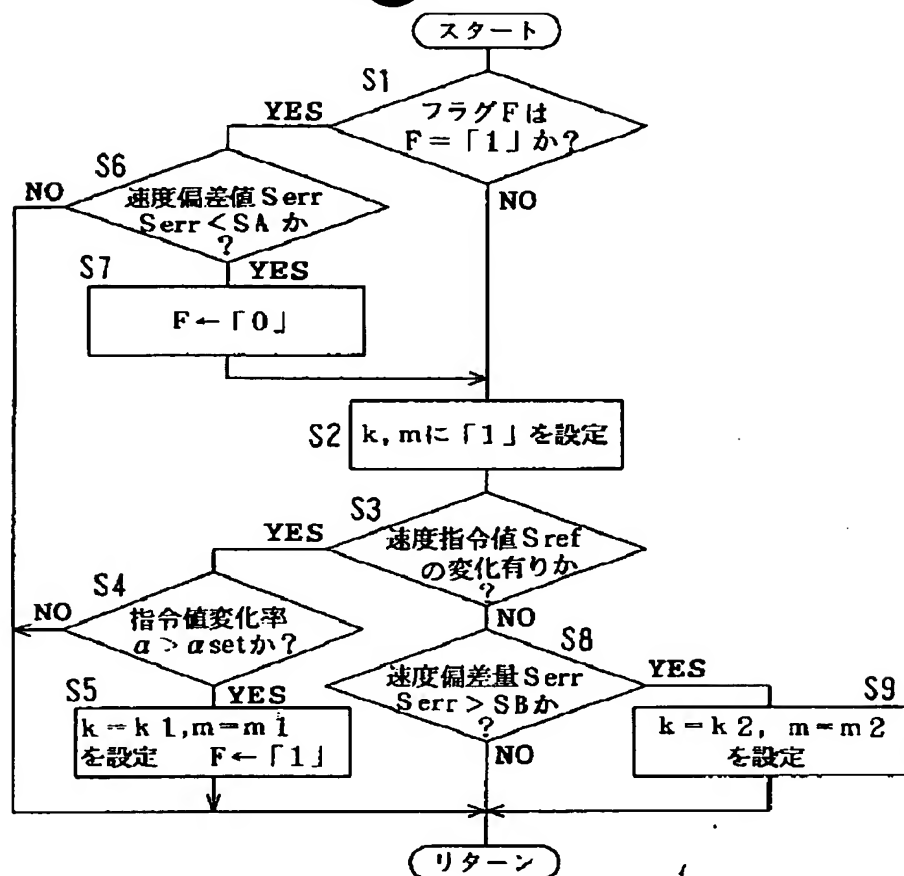 スタート
S1
フラグFは
F=「1」か?
YES
NO
S6
速度偏差値Serr
Serr<SAか
?
NO
YES
S7
F←「0」
S2
k,mに「1」を設定
S3
速度指令値Sref
の変化有りか
?
YES
NO
S4
指令値変化率
α>αsetか?
NO
YES
S5
k=k1,m=m1
を設定 F←「1」
S8
速度偏差量Serr
Serr>SBか
?
YES
NO
S9
k=k2, m=m2
を設定
リターン